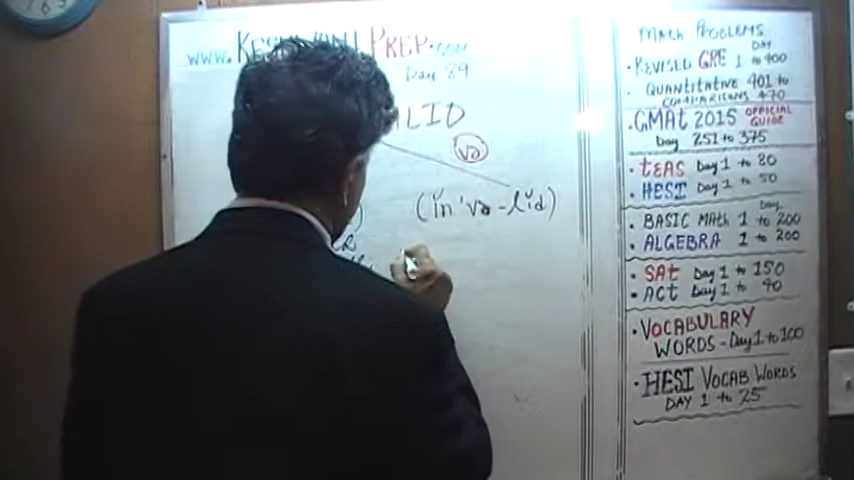 www. PREP.COM
Day 89
ALID
va
(ĭn'va-lĭd)
MATH PROBLEMS
DAY
• REVISED GRE 1 to 400
• QUANTITATIVE 401 to
COMPARISONS 470
• GMAT 2015 OFFICIAL GUIDE
DAY 251 to 375
• TEAS Day 1 to 80
• HESI Day 1 to 50
Day
• BASIC MATH 1 to 200
• ALGEBRA 1 to 200
• SAT Day 1 to 150
• ACT Day 1 to 90
• VOCABULARY
WORDS - Day 1 to 100
• HESI VOCAB WORDS
DAY 1 to 25